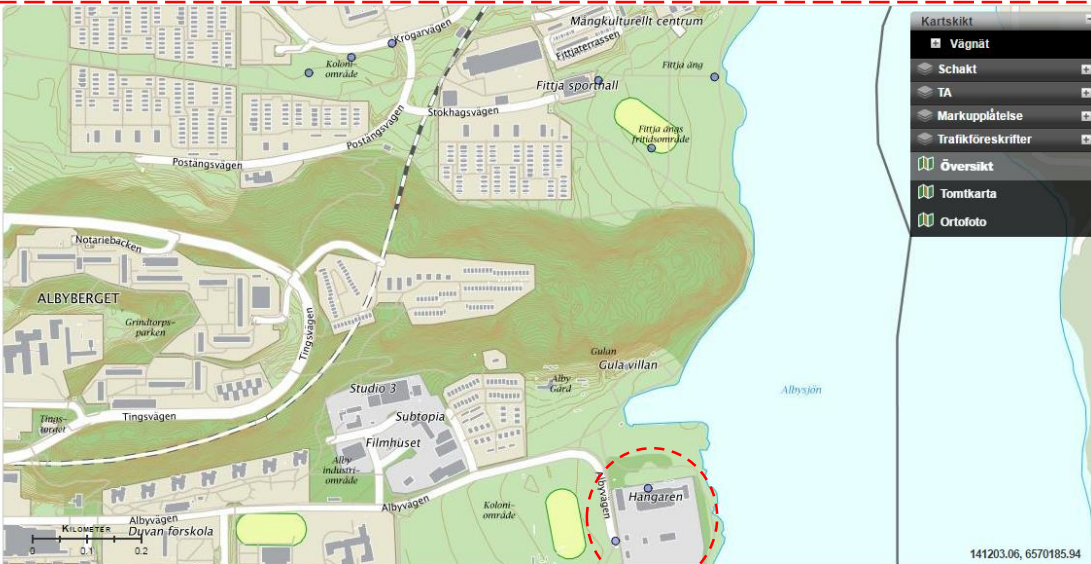 Mångkulturellt centrum
Krögarvägen
Fittjaterrassen
Koloni-
område
Fittja äng
Fittja sporthall
Stokhagsvägen
Postängsvägen
Fittja ängs
fritidsområde
Postängsvägen
Notariebacken
ALBYBERGET
Grindtorps-
parken
Tingsvägen
Gulan
Gula villan
Alby
Gård
Albysjön
Studio 3
Subtopia
Filmhuset
Tings-
torget
Tingsvägen
Alby
industri-
område
Albyvägen
Koloni-
område
Albyvägen
Hangaren
Albyvägen
Duvan förskola
KILOMETER
0 0.1 0.2
Kartskikt
Vägnät
Schakt
TA
Markupplåtelse
Trafikföreskrifter
Översikt
Tomtkarta
Ortofoto
141203.06, 6570185.94